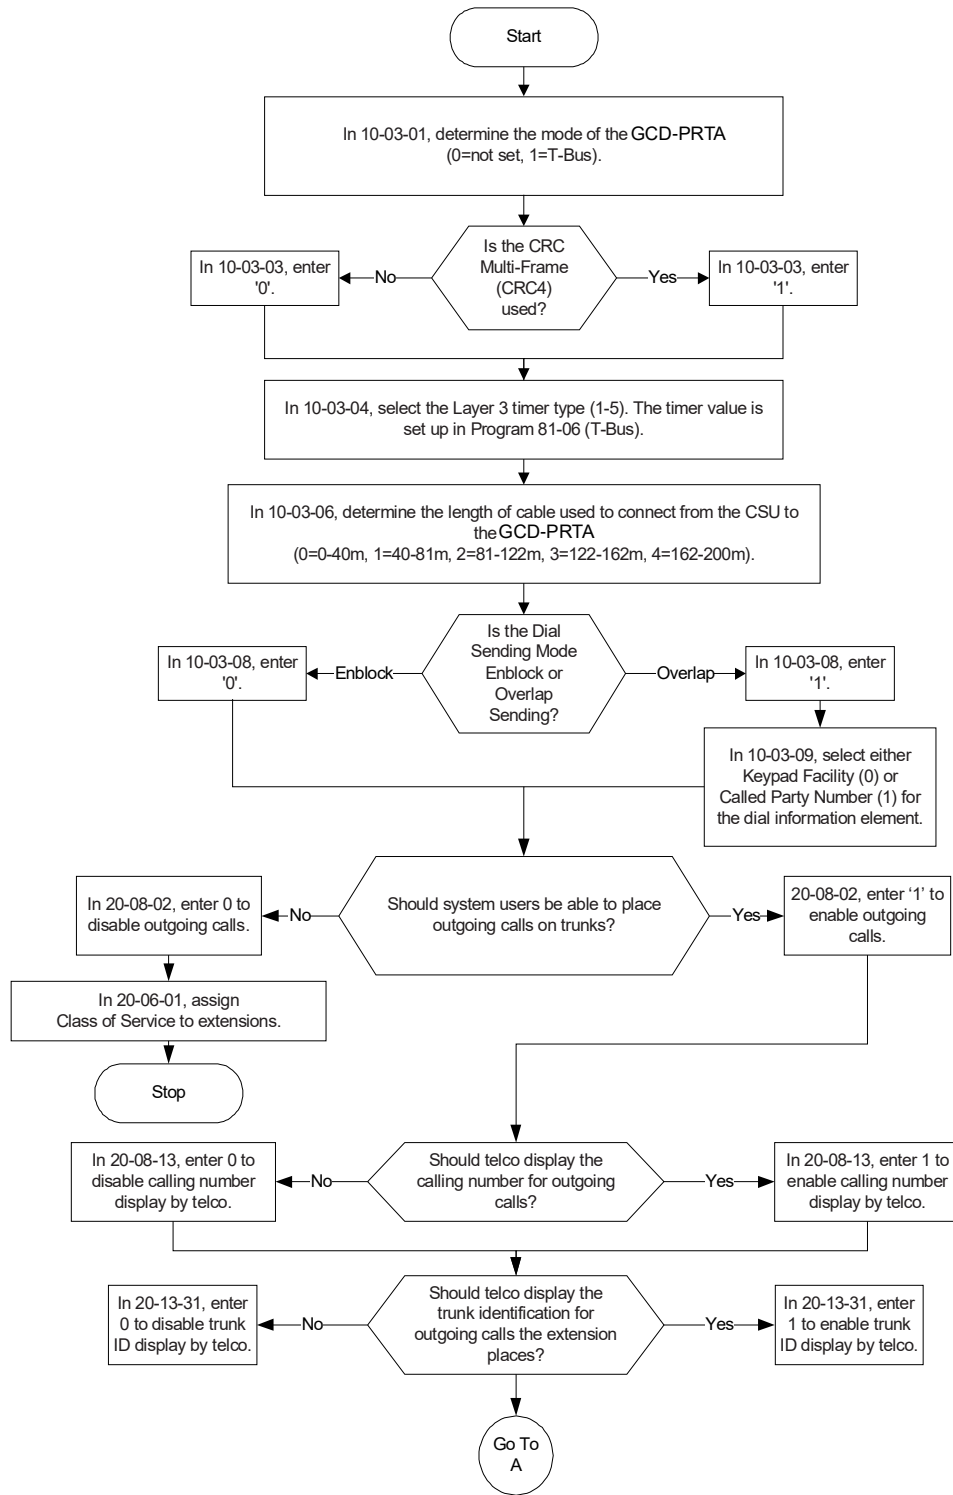 Start
In 10-03-01, determine the mode of the GCD-PRTA
(0=not set, 1=T-Bus).
Is the CRC
Multi-Frame
(CRC4)
used?
No
Yes
In 10-03-03, enter
'0'.
In 10-03-03, enter
'1'.
In 10-03-04, select the Layer 3 timer type (1-5). The timer value is
set up in Program 81-06 (T-Bus).
In 10-03-06, determine the length of cable used to connect from the CSU to
the GCD-PRTA
(0=0-40m, 1=40-81m, 2=81-122m, 3=122-162m, 4=162-200m).
Is the Dial
Sending Mode
Enblock or
Overlap
Sending?
Enblock
Overlap
In 10-03-08, enter
'0'.
In 10-03-08, enter
'1'.
In 10-03-09, select either
Keypad Facility (0) or
Called Party Number (1) for
the dial information element.
Should system users be able to place
outgoing calls on trunks?
No
Yes
In 20-08-02, enter 0 to
disable outgoing calls.
20-08-02, enter ‘1’ to
enable outgoing
calls.
In 20-06-01, assign
Class of Service to extensions.
Stop
Should telco display the
calling number for outgoing
calls?
No
Yes
In 20-08-13, enter 0 to
disable calling number
display by telco.
In 20-08-13, enter 1 to
enable calling number
display by telco.
Should telco display the
trunk identification for
outgoing calls the extension
places?
No
Yes
In 20-13-31, enter
0 to disable trunk
ID display by telco.
In 20-13-31, enter
1 to enable trunk
ID display by telco.
Go To
A